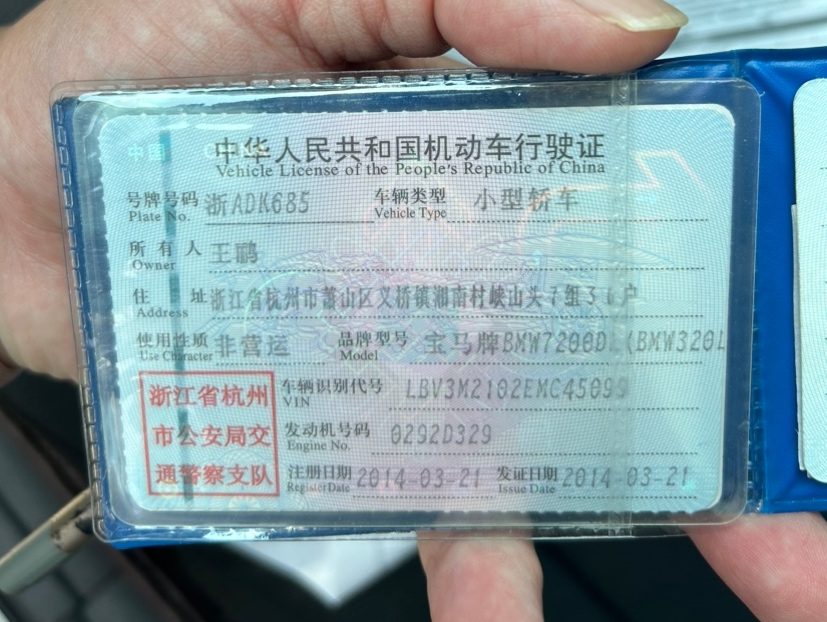 中国
中华人民共和国机动车行驶证
Vehicle License of the People's Republic of China
号牌号码 浙ADK685 车辆类型 小型轿车
Plate No. Vehicle Type
所有人 王鹏
Owner
住址 浙江省杭州市萧山区义桥镇湘南村峡山头7组36户
Address
使用性质 非营运 品牌型号 宝马牌BMW7200DL(BMW320L
Use Character Model
浙江省杭州
市公安局交
通警察支队
车辆识别代号 LBV3M2102EMC45099
VIN
发动机号码 0292D329
Engine No.
注册日期 2014-03-21 发证日期 2014-03-21
Register Date Issue Date